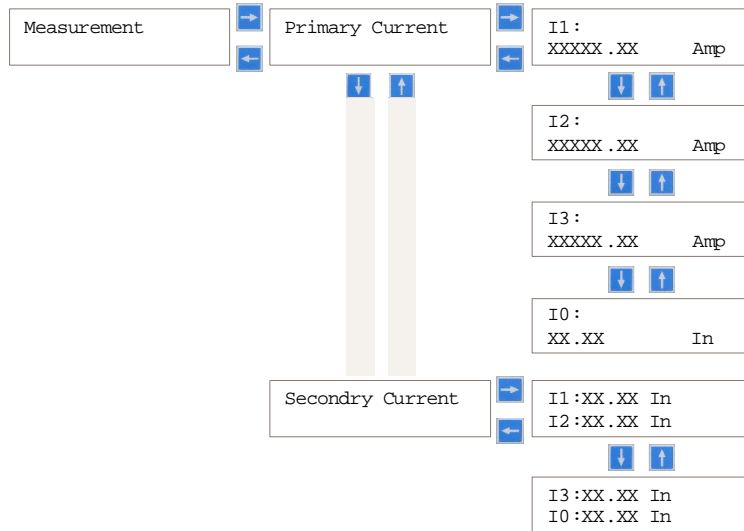 Measurement
Primary Current
I1:
XXXXX.XX Amp
I2:
XXXXX.XX Amp
I3:
XXXXX.XX Amp
I0:
XX.XX In
Secondry Current
I1:XX.XX In
I2:XX.XX In
I3:XX.XX In
I0:XX.XX In